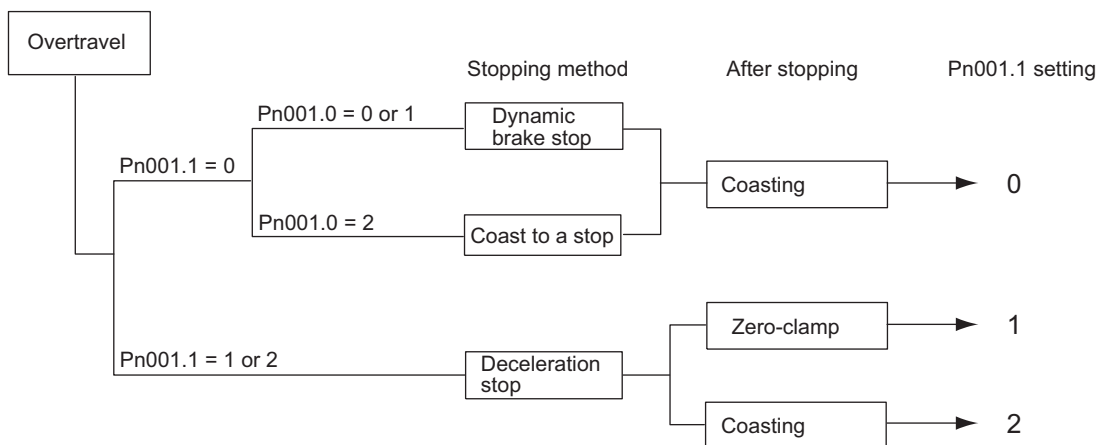 Overtravel
Stopping method
After stopping
Pn001.1 setting
Pn001.0 = 0 or 1
Dynamic
brake stop
Pn001.1 = 0
Coasting
0
Pn001.0 = 2
Coast to a stop
Zero-clamp
1
Pn001.1 = 1 or 2
Deceleration
stop
Coasting
2